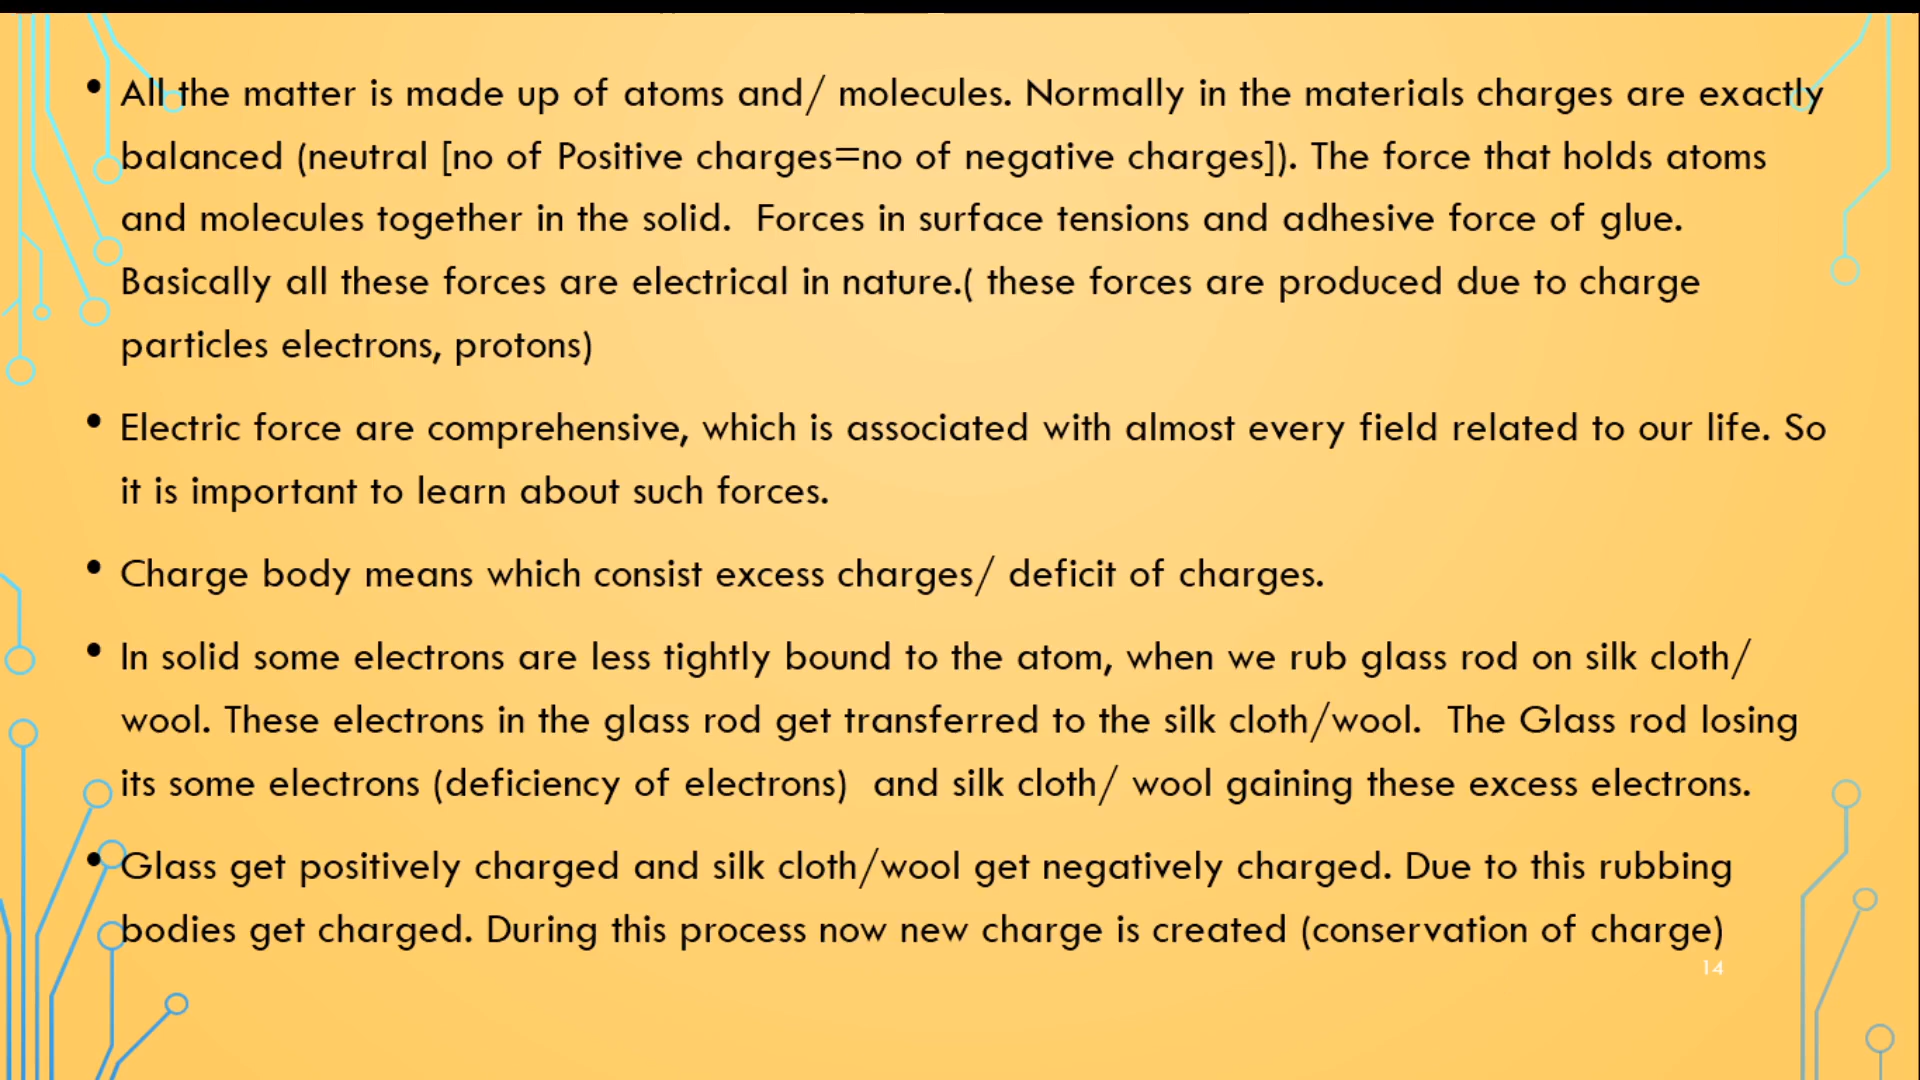 • All the matter is made up of atoms and/ molecules. Normally in the materials charges are exactly
balanced (neutral [no of Positive charges=no of negative charges]). The force that holds atoms
and molecules together in the solid.  Forces in surface tensions and adhesive force of glue.
Basically all these forces are electrical in nature.( these forces are produced due to charge
particles electrons, protons)
• Electric force are comprehensive, which is associated with almost every field related to our life. So
it is important to learn about such forces.
• Charge body means which consist excess charges/ deficit of charges.
• In solid some electrons are less tightly bound to the atom, when we rub glass rod on silk cloth/
wool. These electrons in the glass rod get transferred to the silk cloth/wool.  The Glass rod losing
its some electrons (deficiency of electrons)  and silk cloth/ wool gaining these excess electrons.
• Glass get positively charged and silk cloth/wool get negatively charged. Due to this rubbing
bodies get charged. During this process now new charge is created (conservation of charge)
14